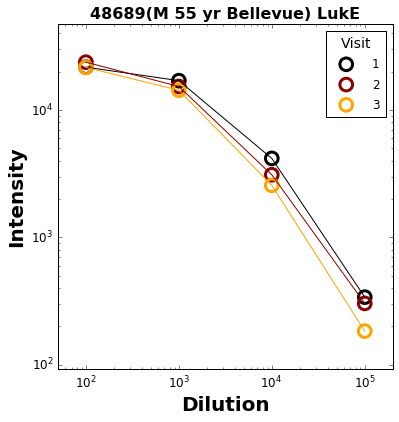 48689(M 55 yr Bellevue) LukE
Visit
1
2
3
Intensity
10⁴
10³
10²
10² 10³ 10⁴ 10⁵
Dilution